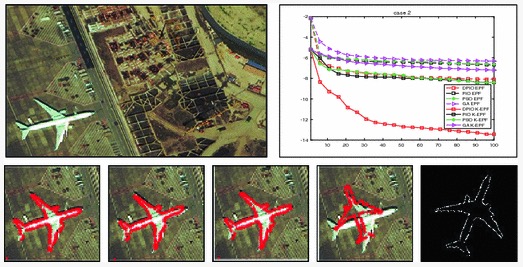 case 2
-2
-4
-6
-8
-10
-12
-14
10 20 30 40 50 60 70 80 90 100
DPIO EPF
PIO EPF
PSO EPF
GA EPF
DPIO K-EPF
PIO K-EPF
PSO K-EPF
GA K-EPF